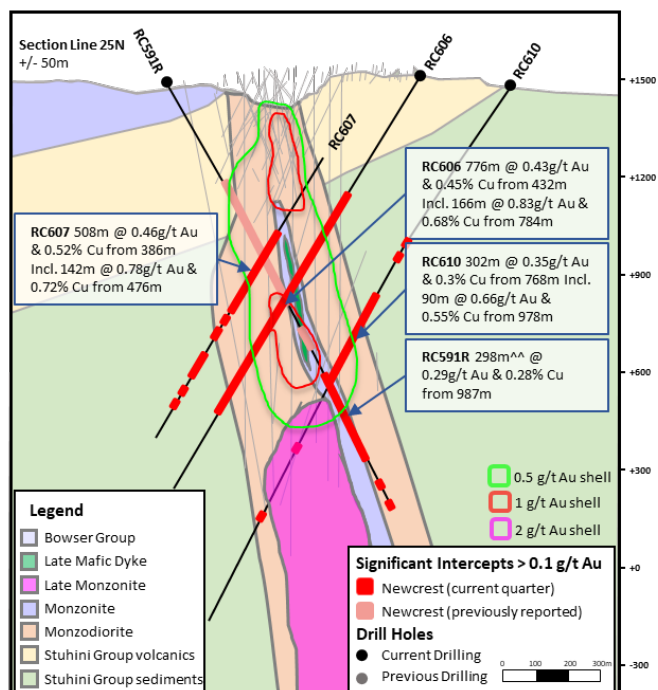 Section Line 25N
+/- 50m
RC591R
RC606
RC610
RC607
+1500
+1200
+900
+600
+300
+0
-300
RC606 776m @ 0.43g/t Au
& 0.45% Cu from 432m
Incl. 166m @ 0.83g/t Au &
0.68% Cu from 784m
RC607 508m @ 0.46g/t Au
& 0.52% Cu from 386m
Incl. 142m @ 0.78g/t Au &
0.72% Cu from 476m
RC610 302m @ 0.35g/t Au
& 0.3% Cu from 768m Incl.
90m @ 0.66g/t Au &
0.55% Cu from 978m
RC591R 298m^^ @
0.29g/t Au & 0.28% Cu
from 987m
0.5 g/t Au shell
1 g/t Au shell
2 g/t Au shell
Legend
Bowser Group
Late Mafic Dyke
Late Monzonite
Monzonite
Monzodiorite
Stuhini Group volcanics
Stuhini Group sediments
Significant Intercepts > 0.1 g/t Au
Newcrest (current quarter)
Newcrest (previously reported)
Drill Holes
Current Drilling
Previous Drilling
0 100 200 300m